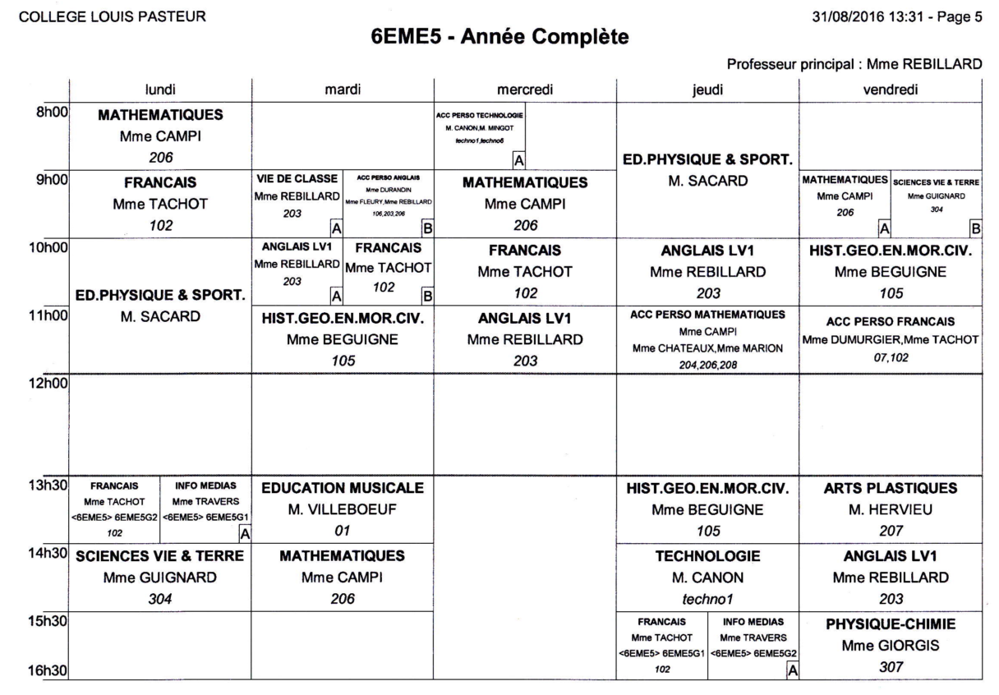 COLLEGE LOUIS PASTEUR
31/08/2016 13:31 - Page 5
6EME5 - Année Complète
Professeur principal : Mme REBILLARD
lundi
mardi
mercredi
jeudi
vendredi
8h00
MATHEMATIQUES
Mme CAMPI
206
ACC PERSO TECHNOLOGIE
M. CANON,M. MINGOT
techno1,techno6
A
ED.PHYSIQUE & SPORT.
M. SACARD
9h00
FRANCAIS
Mme TACHOT
102
VIE DE CLASSE
Mme REBILLARD
203
A
ACC PERSO ANGLAIS
Mme DURANDIN
Mme FLEURY,Mme REBILLARD
106,203,206
B
MATHEMATIQUES
Mme CAMPI
206
MATHEMATIQUES
Mme CAMPI
206
A
SCIENCES VIE & TERRE
Mme GUIGNARD
304
B
10h00
ED.PHYSIQUE & SPORT.
M. SACARD
ANGLAIS LV1
Mme REBILLARD
203
A
FRANCAIS
Mme TACHOT
102
B
FRANCAIS
Mme TACHOT
102
ANGLAIS LV1
Mme REBILLARD
203
HIST.GEO.EN.MOR.CIV.
Mme BEGUIGNE
105
11h00
HIST.GEO.EN.MOR.CIV.
Mme BEGUIGNE
105
ANGLAIS LV1
Mme REBILLARD
203
ACC PERSO MATHEMATIQUES
Mme CAMPI
Mme CHATEAUX,Mme MARION
204,206,208
ACC PERSO FRANCAIS
Mme DUMURGIER,Mme TACHOT
07,102
12h00
13h30
FRANCAIS
Mme TACHOT
<6EME5> 6EME5G2
102
INFO MEDIAS
Mme TRAVERS
<6EME5> 6EME5G1
A
EDUCATION MUSICALE
M. VILLEBOEUF
01
HIST.GEO.EN.MOR.CIV.
Mme BEGUIGNE
105
ARTS PLASTIQUES
M. HERVIEU
207
14h30
SCIENCES VIE & TERRE
Mme GUIGNARD
304
MATHEMATIQUES
Mme CAMPI
206
TECHNOLOGIE
M. CANON
techno1
ANGLAIS LV1
Mme REBILLARD
203
15h30
FRANCAIS
Mme TACHOT
<6EME5> 6EME5G1
102
INFO MEDIAS
Mme TRAVERS
<6EME5> 6EME5G2
A
PHYSIQUE-CHIMIE
Mme GIORGIS
307
16h30